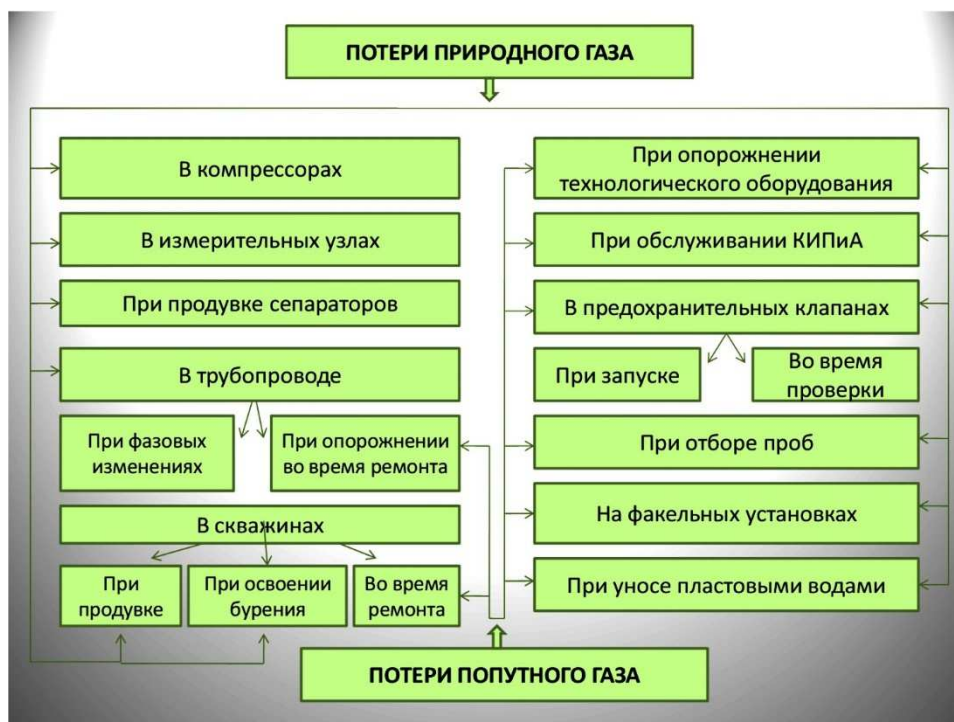 ПОТЕРИ ПРИРОДНОГО ГАЗА
В компрессорах
В измерительных узлах
При продувке сепараторов
В трубопроводе
При фазовых
изменениях
При опорожнении
во время ремонта
В скважинах
При
продувке
При освоении
бурения
Во время
ремонта
При опорожнении
технологического оборудования
При обслуживании КИПиА
В предохранительных клапанах
При запуске
Во время
проверки
При отборе проб
На факельных установках
При уносе пластовыми водами
ПОТЕРИ ПОПУТНОГО ГАЗА